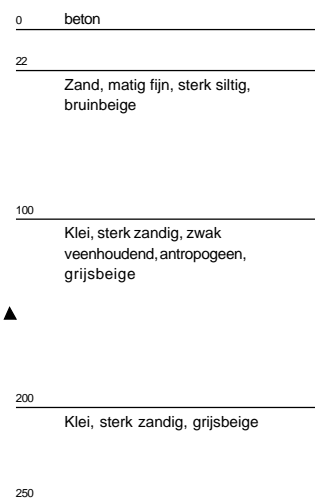 0 beton
22
Zand, matig fijn, sterk siltig,
bruinbeige
100
Klei, sterk zandig, zwak
veenhoudend, antropogeen,
grijsbeige
200
Klei, sterk zandig, grijsbeige
250